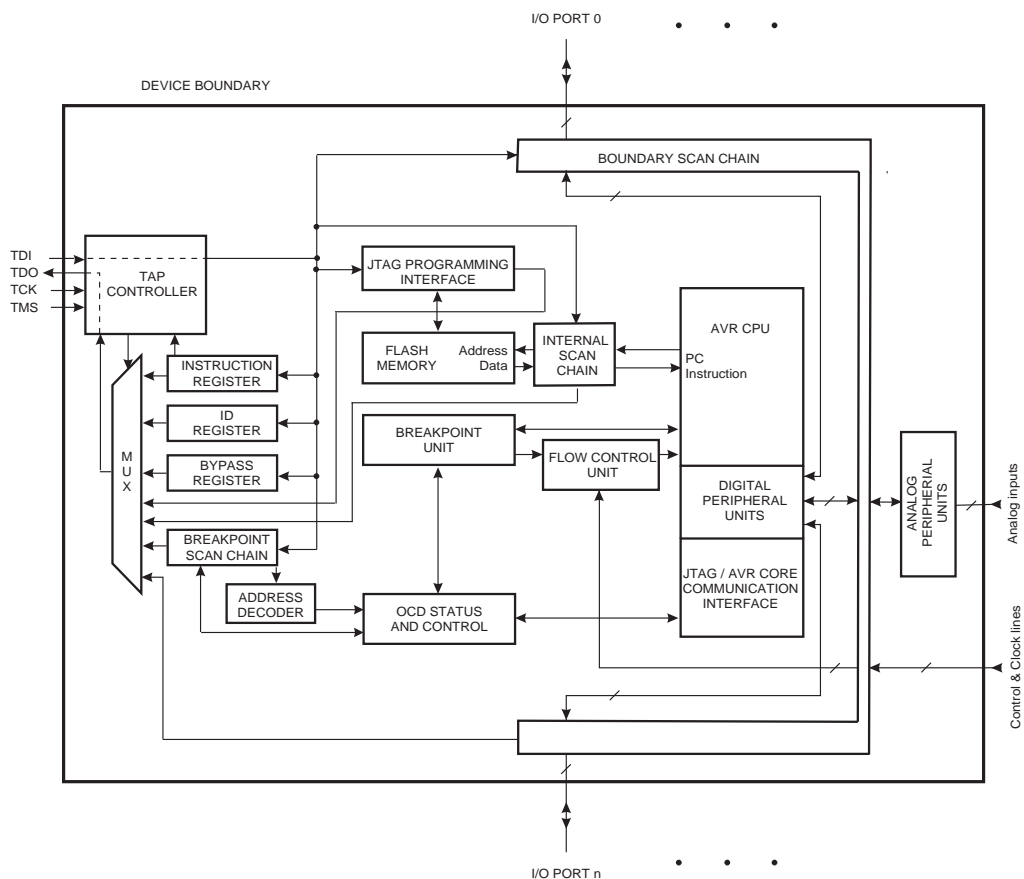 I/O PORT 0
DEVICE BOUNDARY
BOUNDARY SCAN CHAIN
TDI
TDO
TCK
TMS
TAP
CONTROLLER
JTAG PROGRAMMING
INTERFACE
AVR CPU
FLASH
MEMORY
Address
Data
INTERNAL
SCAN
CHAIN
PC
Instruction
INSTRUCTION
REGISTER
ID
REGISTER
M
U
X
BREAKPOINT
UNIT
FLOW CONTROL
UNIT
BYPASS
REGISTER
DIGITAL
PERIPHERAL
UNITS
ANALOG
PERIPHERIAL
UNITS
Analog inputs
BREAKPOINT
SCAN CHAIN
JTAG / AVR CORE
COMMUNICATION
INTERFACE
ADDRESS
DECODER
OCD STATUS
AND CONTROL
Control & Clock lines
I/O PORT n